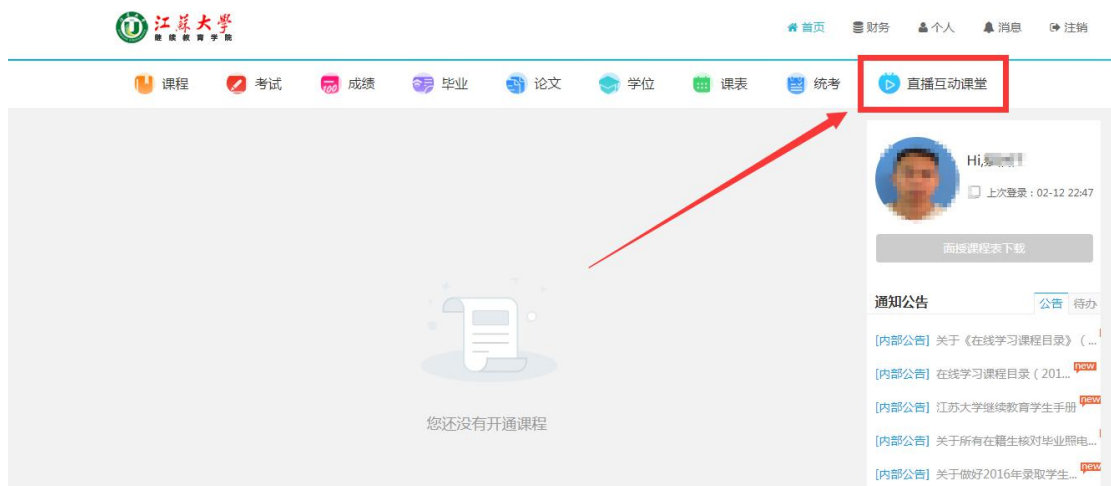 江苏大学
继续教育学院
首页 财务 个人 消息 注销
课程 考试 100 成绩 毕业 论文 学位 课表 统考 直播互动课堂
Hi,
上次登录：02-12 22:47
面授课程表下载
通知公告 公告 待办
[内部公告] 关于《在线学习课程目录》（...
[内部公告] 在线学习课程目录（201... new
[内部公告] 江苏大学继续教育学生手册 new
[内部公告] 关于所有在籍生核对毕业照电...
[内部公告] 关于做好2016年录取学生... new
您还没有开通课程